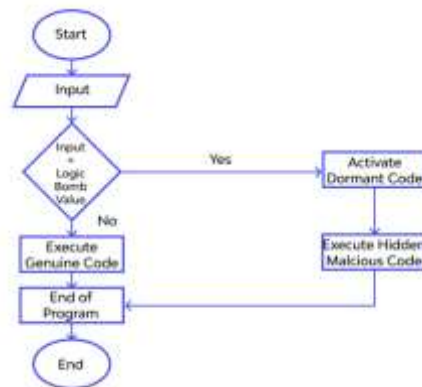 Start
Input
Input
=
Logic
Bomb
Value
Yes
Activate
Dormant Code
No
Execute
Genuine Code
Execute Hidden
Malcious Code
End of
Program
End